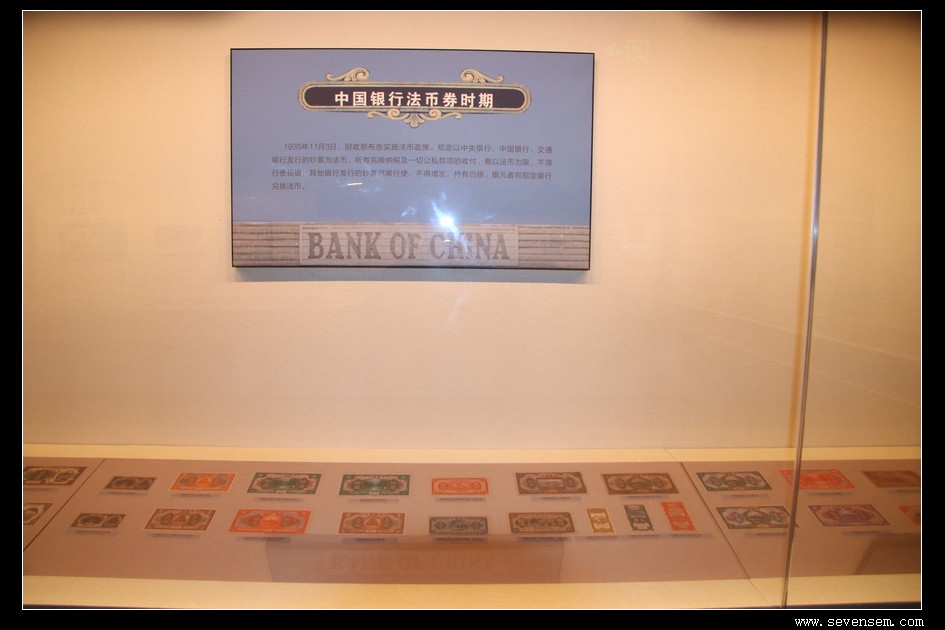 中国银行法币券时期
1935年11月3日，财政部布告实施法币政策。规定以中央银行、中国银行、交通
银行发行的钞票为法币，所有完粮纳税及一切公私款项的收付，概以法币为限，不得
行使现银。其他银行发行的钞票照常行使，不得增发，持有白银、银元者向指定银行
兑换法币。
BANK OF CHINA
www.sevensem.com